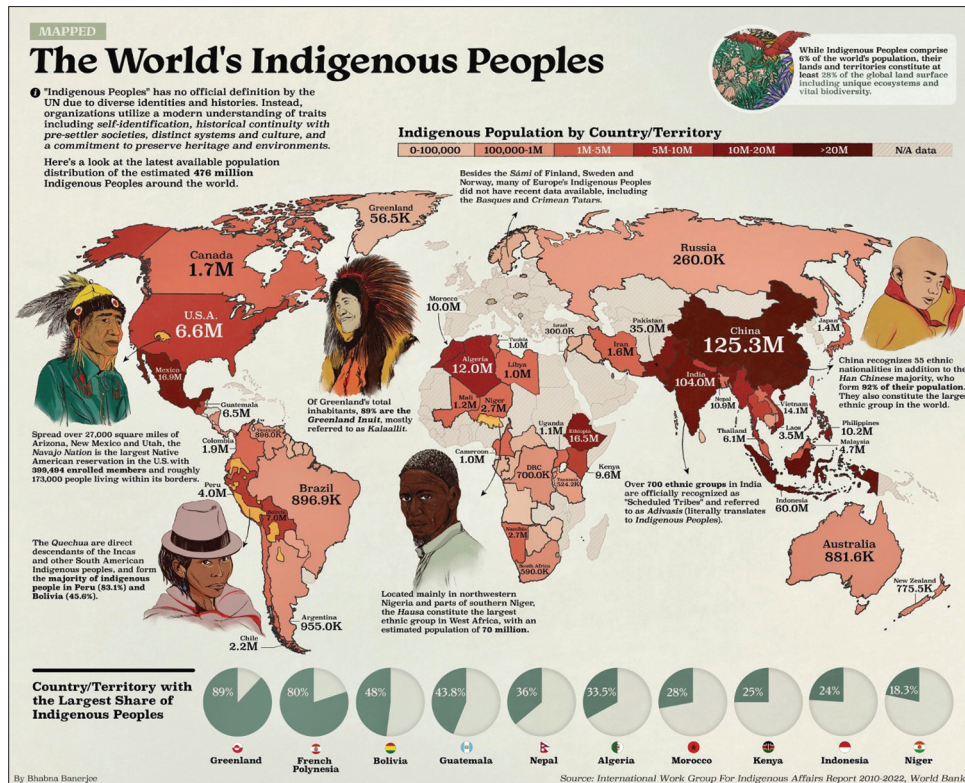 MAPPED
The World's Indigenous Peoples
"Indigenous Peoples" has no official definition by the
UN due to diverse identities and histories. Instead,
organizations utilize a modern understanding of traits
including self-identification, historical continuity with
pre-settler societies, distinct systems and culture, and
a commitment to preserve heritage and environments.
Here's a look at the latest available population
distribution of the estimated 476 million
Indigenous Peoples around the world.
While Indigenous Peoples comprise
6% of the world's population, their
lands and territories constitute at
least 28% of the global land surface
including unique ecosystems and
vital biodiversity.
Indigenous Population by Country/Territory
0-100,000
100,000-1M
1M-5M
5M-10M
10M-20M
>20M
N/A data
Besides the Sámi of Finland, Sweden and
Norway, many of Europe's Indigenous Peoples
did not have recent data available, including
the Basques and Crimean Tatars.
Greenland
56.5K
Canada
1.7M
U.S.A.
6.6M
Mexico
16.9M
Guatemala
6.5M
Colombia
1.9M
896.0K
Peru
4.0M
Brazil
896.9K
Bolivia
7.0M
Argentina
955.0K
Chile
2.2M
Russia
260.0K
Morocco
10.0M
Algeria
12.0M
Tunisia
1.0M
Libya
1.0M
Israel
300.0K
Mali
1.2M
Niger
2.7M
Cameroon
1.0M
Uganda
1.1M
Ethiopia
16.5M
Kenya
9.6M
DRC
700.0K
Tanzania
524.2K
Namibia
2.7M
South Africa
590.0K
Iran
1.6M
Pakistan
35.0M
India
104.0M
Nepal
10.9M
China
125.3M
Japan
1.4M
Vietnam
14.1M
Laos
3.5M
Thailand
6.1M
Philippines
10.2M
Malaysia
4.7M
Indonesia
60.0M
Australia
881.6K
New Zealand
775.5K
Spread over 27,000 square miles of
Arizona, New Mexico and Utah, the
Navajo Nation is the largest Native
American reservation in the U.S. with
399,494 enrolled members and roughly
173,000 people living within its borders.
Of Greenland's total
inhabitants, 89% are the
Greenland Inuit, mostly
referred to as Kalaallit.
China recognizes 55 ethnic
nationalities in addition to the
Han Chinese majority, who
form 92% of their population.
They also constitute the larges
ethnic group in the world.
Over 700 ethnic groups in India
are officially recognized as
"Scheduled Tribes" and referred
to as Adivasis (literally translates
to Indigenous Peoples).
The Quechua are direct
descendants of the Incas
and other South American
Indigenous peoples, and form
the majority of indigenous
people in Peru (83.1%) and
Bolivia (45.6%).
Located mainly in northwestern
Nigeria and parts of southern Niger,
the Hausa constitute the largest
ethnic group in West Africa, with an
estimated population of 70 million.
Country/Territory with
the Largest Share of
Indigenous Peoples
89%
80%
48%
43.8%
36%
33.5%
28%
25%
24%
18.3%
Greenland
French
Polynesia
Bolivia
Guatemala
Nepal
Algeria
Morocco
Kenya
Indonesia
Niger
By Bhabna Banerjee
Source: International Work Group For Indigenous Affairs Report 2010-2022, World Bank